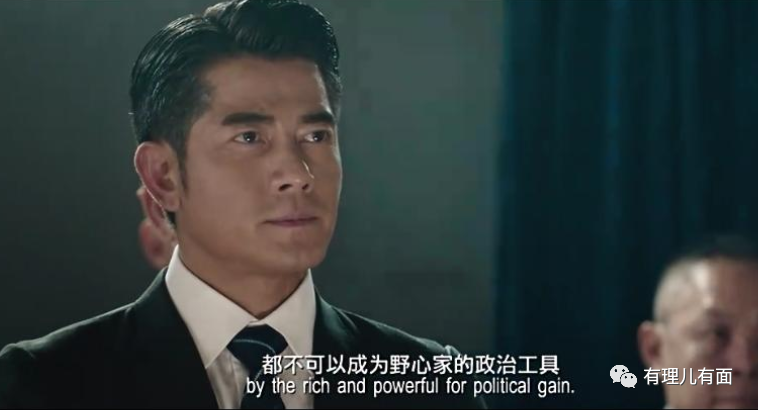 都不可以成为野心家的政治工具
by the rich and powerful for political gain.
有理儿有面